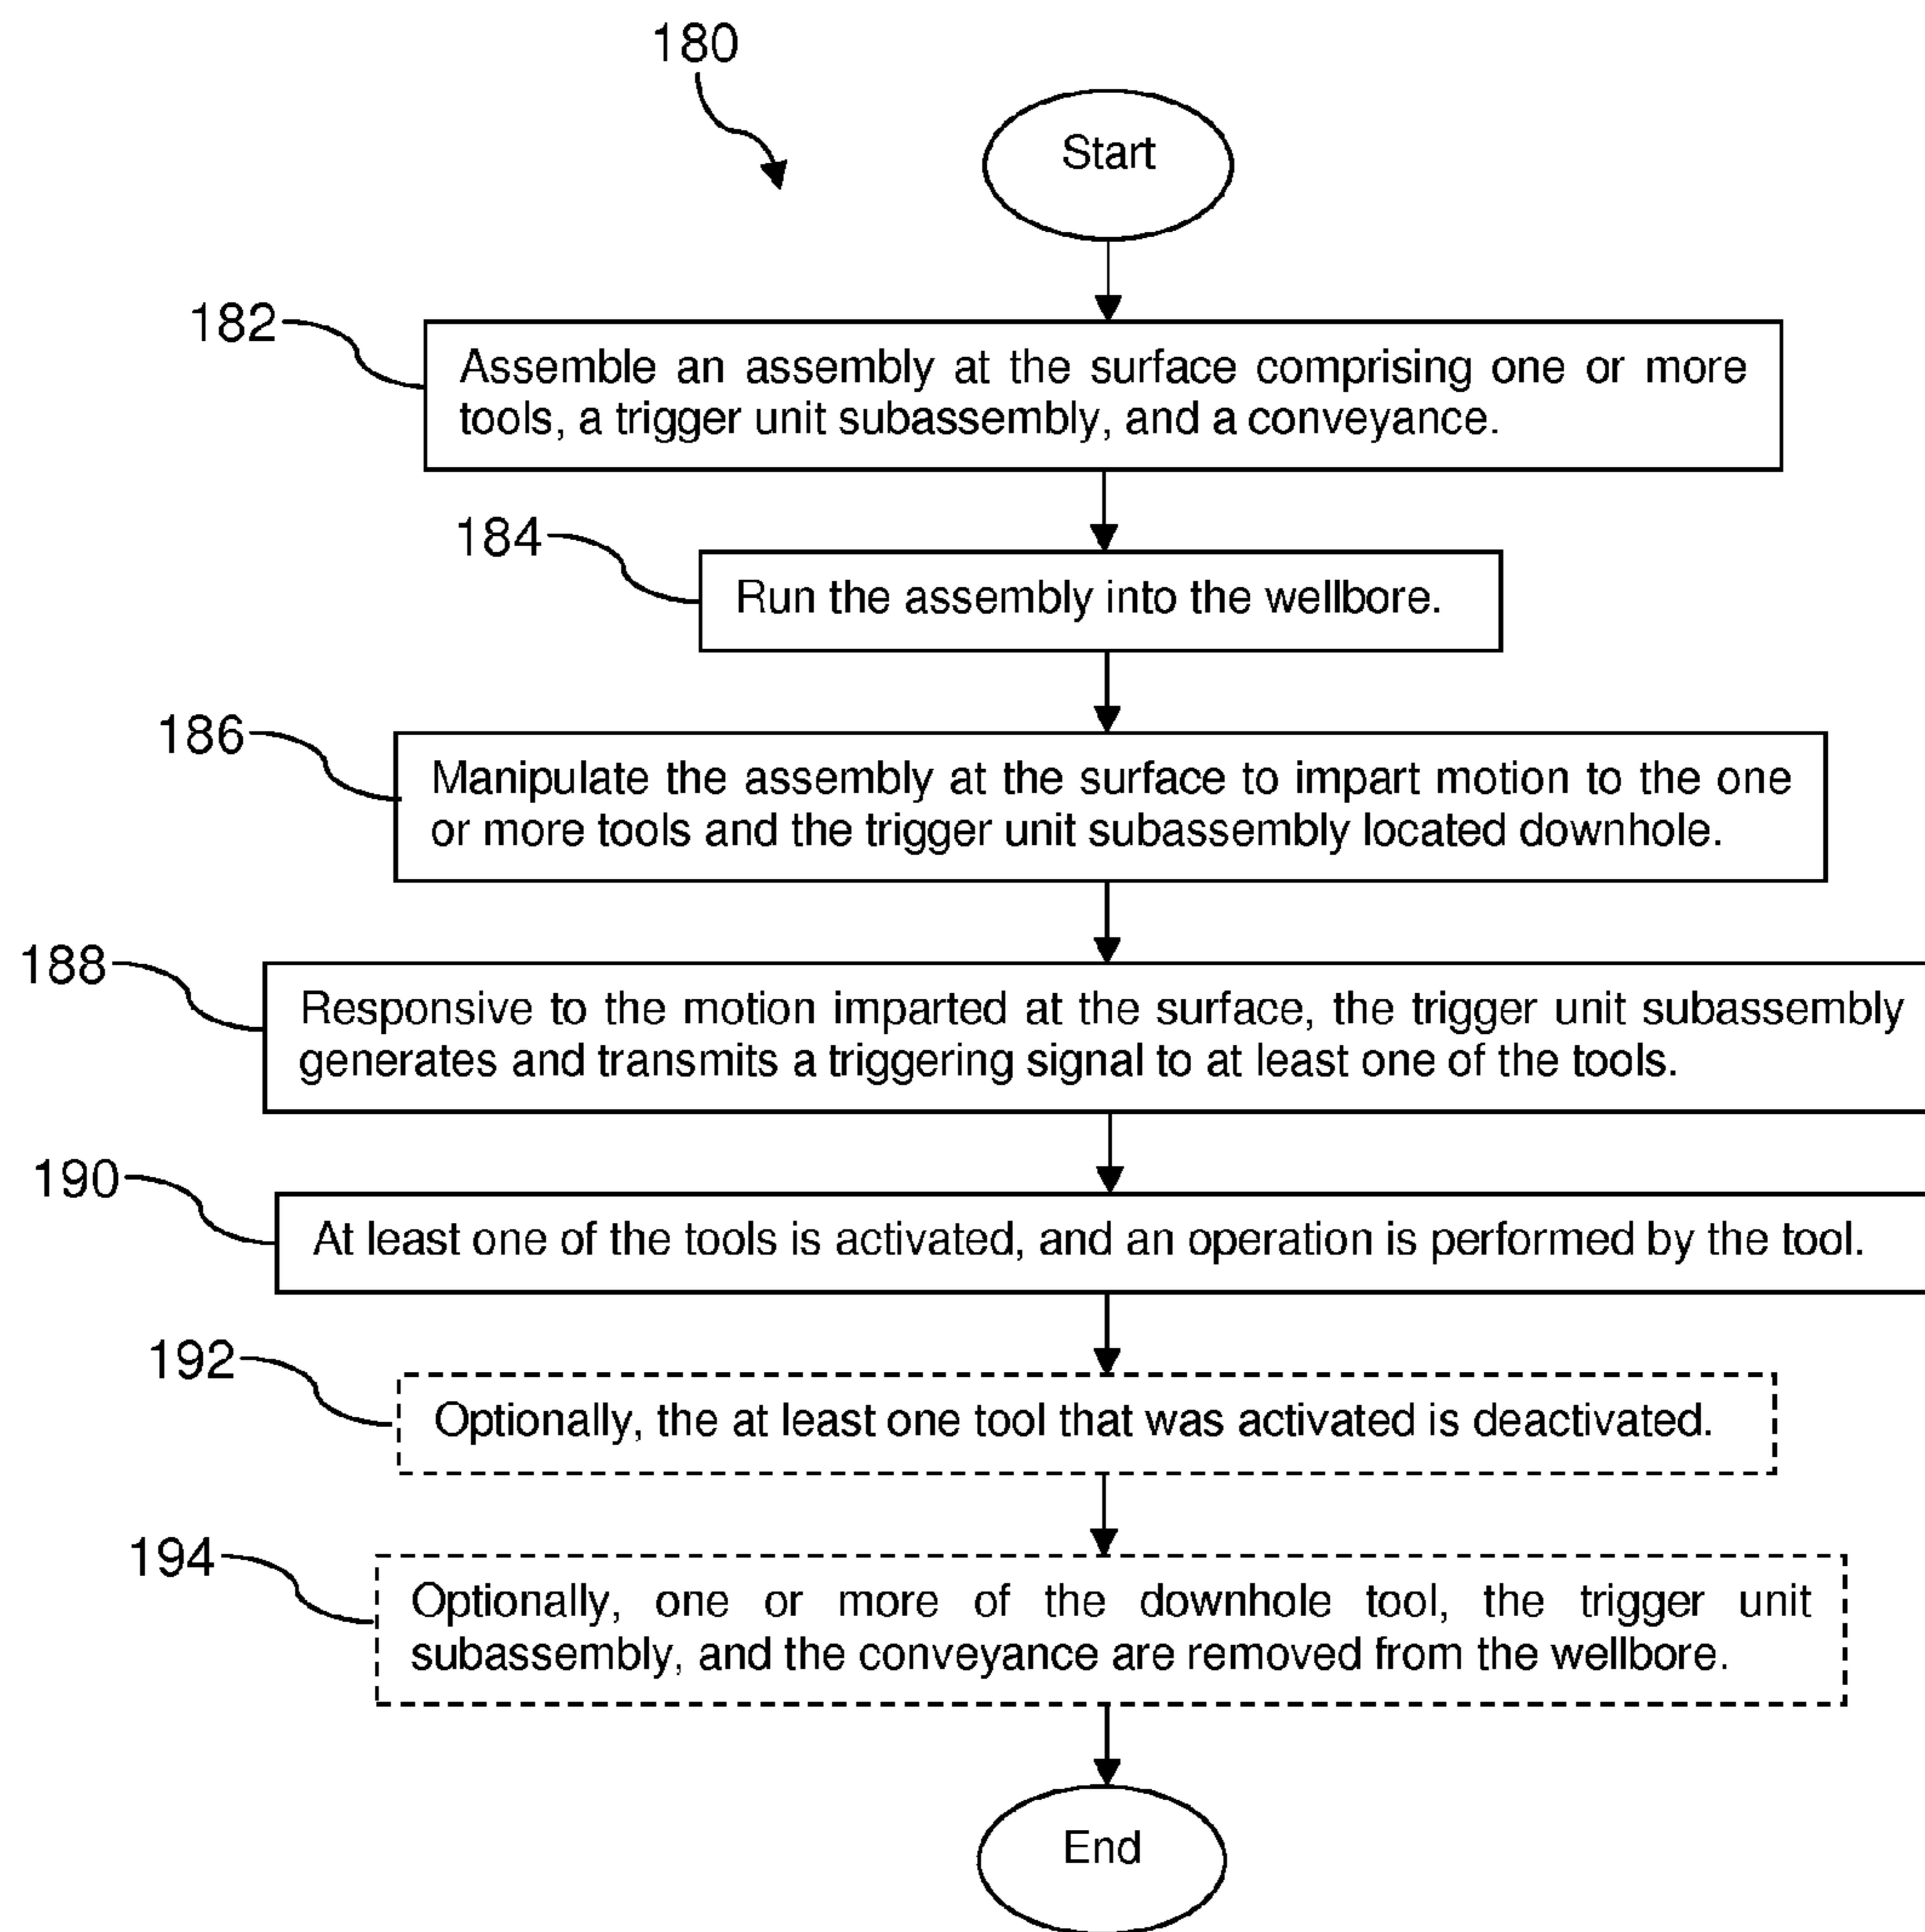 180
Start
182
Assemble an assembly at the surface comprising one or more
tools, a trigger unit subassembly, and a conveyance.
184
Run the assembly into the wellbore.
186
Manipulate the assembly at the surface to impart motion to the one
or more tools and the trigger unit subassembly located downhole.
188
Responsive to the motion imparted at the surface, the trigger unit subassembly
generates and transmits a triggering signal to at least one of the tools.
190
At least one of the tools is activated, and an operation is performed by the tool.
192
Optionally, the at least one tool that was activated is deactivated.
194
Optionally, one or more of the downhole tool, the trigger unit
subassembly, and the conveyance are removed from the wellbore.
End